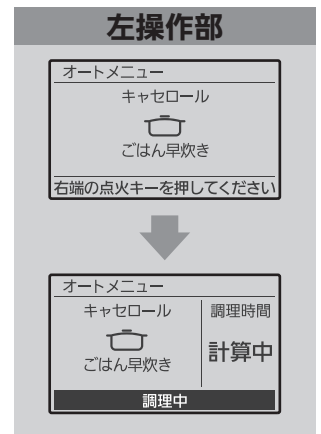 左操作部
オートメニュー
キャセロール
ごはん早炊き
右端の点火キーを押してください
オートメニュー
キャセロール
調理時間
計算中
ごはん早炊き
調理中